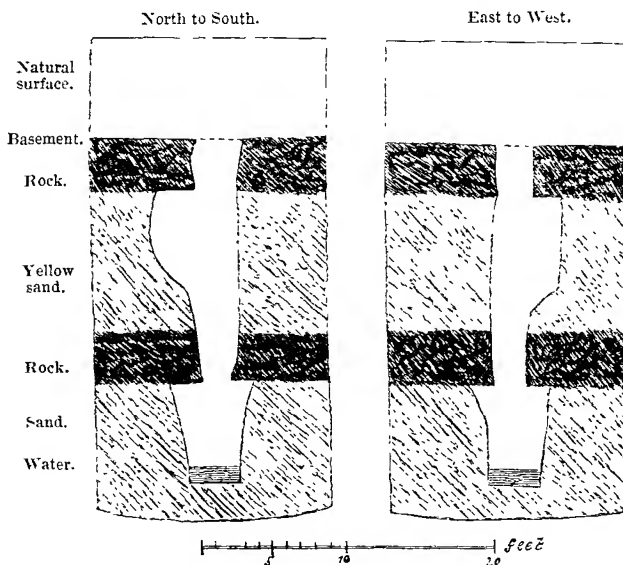 North to South.
East to West.
Natural
surface.
Basement.
Rock.
Yellow
sand.
Rock.
Sand.
Water.
5
10
20
feet